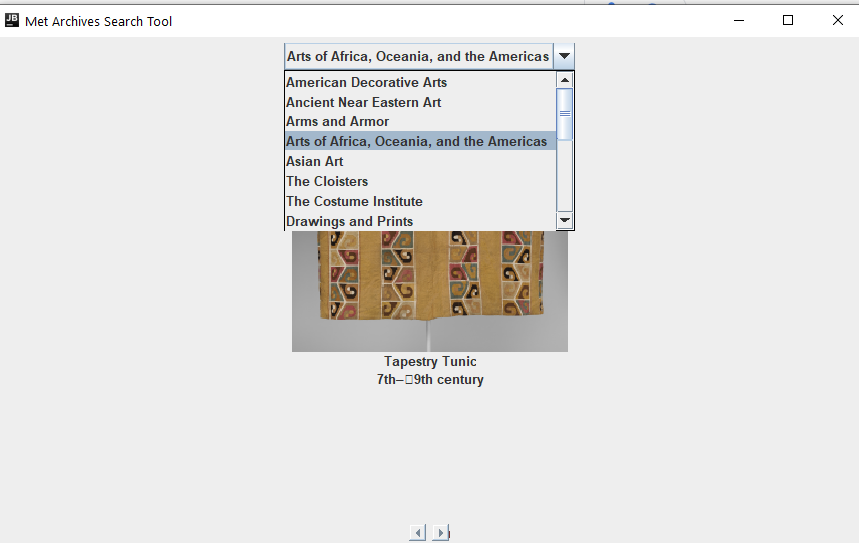 JB
Met Archives Search Tool
Arts of Africa, Oceania, and the Americas
American Decorative Arts
Ancient Near Eastern Art
Arms and Armor
Arts of Africa, Oceania, and the Americas
Asian Art
The Cloisters
The Costume Institute
Drawings and Prints
Tapestry Tunic
7th–□9th century